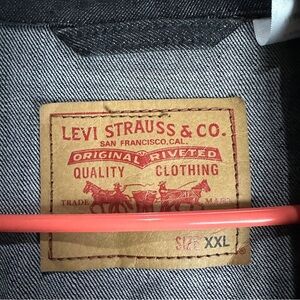 LEVI STRAUSS & CO.
SAN FRANCISCO, CAL.
ORIGINAL RIVETED
QUALITY CLOTHING
TRADE MARK
SIZE XXL
®